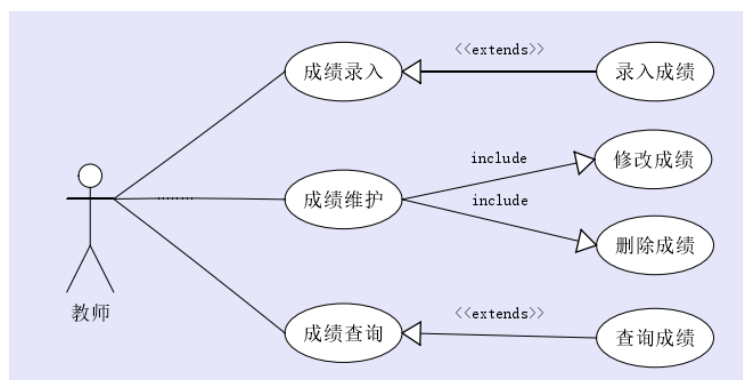 成绩录入
<<extends>>
录入成绩
include
修改成绩
成绩维护
include
删除成绩
教师
成绩查询
<<extends>>
查询成绩